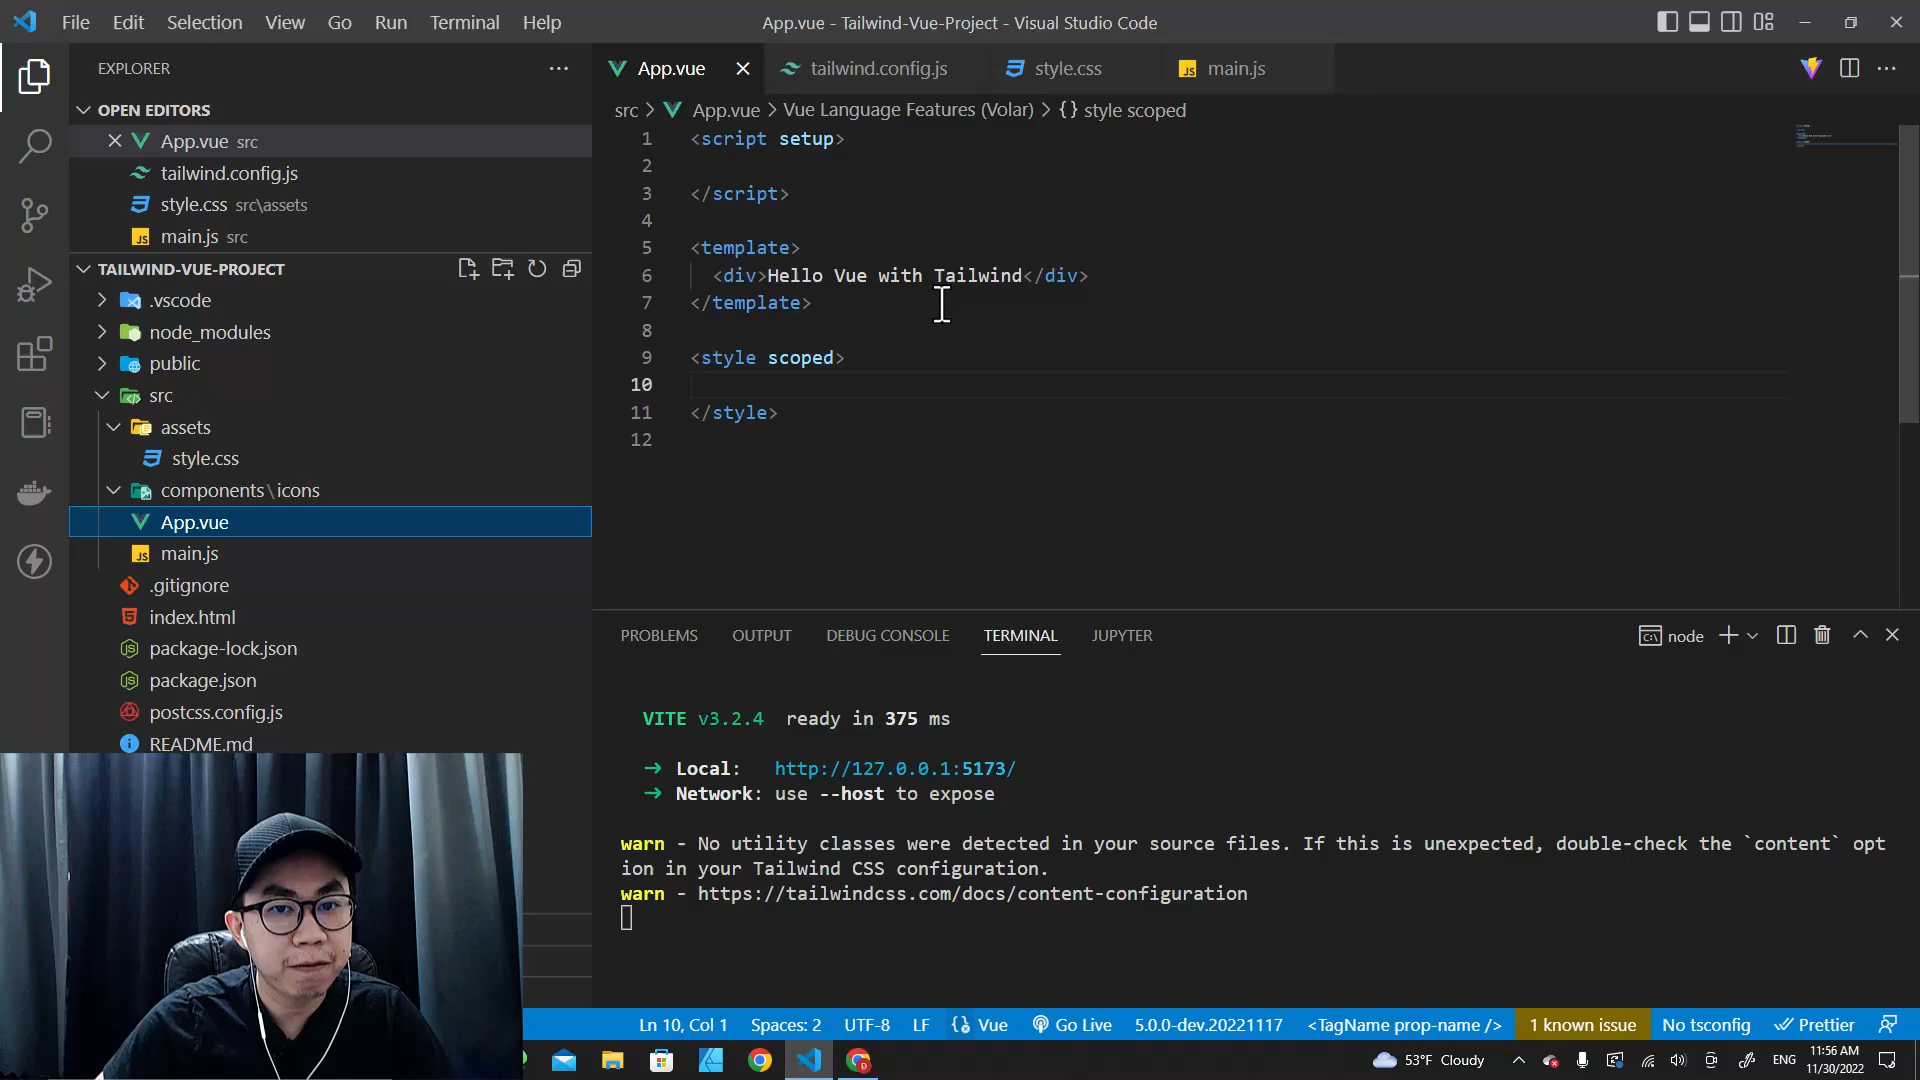 File Edit Selection View Go Run Terminal Help
App.vue - Tailwind-Vue-Project - Visual Studio Code
EXPLORER
OPEN EDITORS
App.vue src
tailwind.config.js
style.css src\assets
JS main.js src
TAILWIND-VUE-PROJECT
.vscode
node_modules
public
src
assets
style.css
components\icons
App.vue
JS main.js
.gitignore
index.html
package-lock.json
package.json
postcss.config.js
README.md
App.vue tailwind.config.js style.css JS main.js
src > App.vue > Vue Language Features (Volar) > {} style scoped
1 <script setup>
2
3 </script>
4
5 <template>
6 <div>Hello Vue with Tailwind</div>
7 </template>
8
9 <style scoped>
10
11 </style>
12
PROBLEMS OUTPUT DEBUG CONSOLE TERMINAL JUPYTER
node
VITE v3.2.4 ready in 375 ms
→ Local: http://127.0.0.1:5173/
→ Network: use --host to expose
warn - No utility classes were detected in your source files. If this is unexpected, double-check the `content` opt
ion in your Tailwind CSS configuration.
warn - https://tailwindcss.com/docs/content-configuration
Ln 10, Col 1 Spaces: 2 UTF-8 LF Vue Go Live 5.0.0-dev.20221117 <TagName prop-name /> 1 known issue No tsconfig Prettier
53°F Cloudy
ENG
11:56 AM
11/30/2022